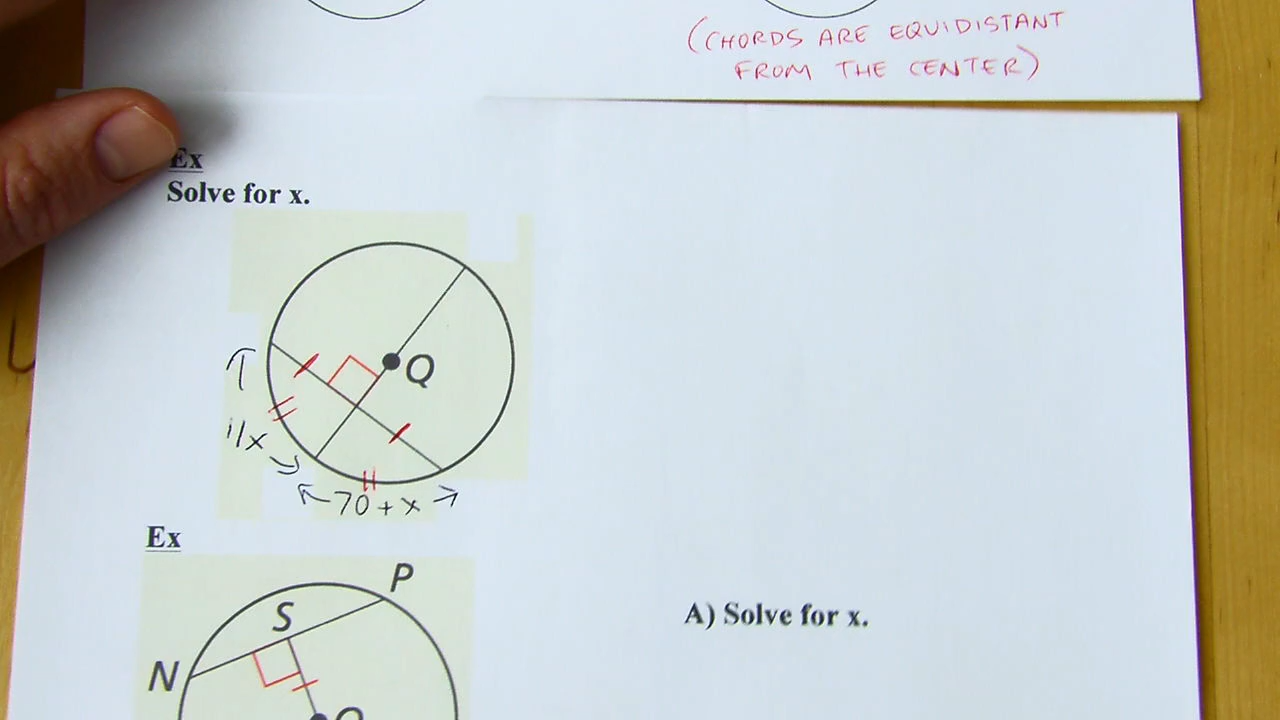 (CHORDS ARE EQUIDISTANT
FROM THE CENTER)
Ex
Solve for x.
Q
11x
70 + x
Ex
P
S
N
Q
A) Solve for x.